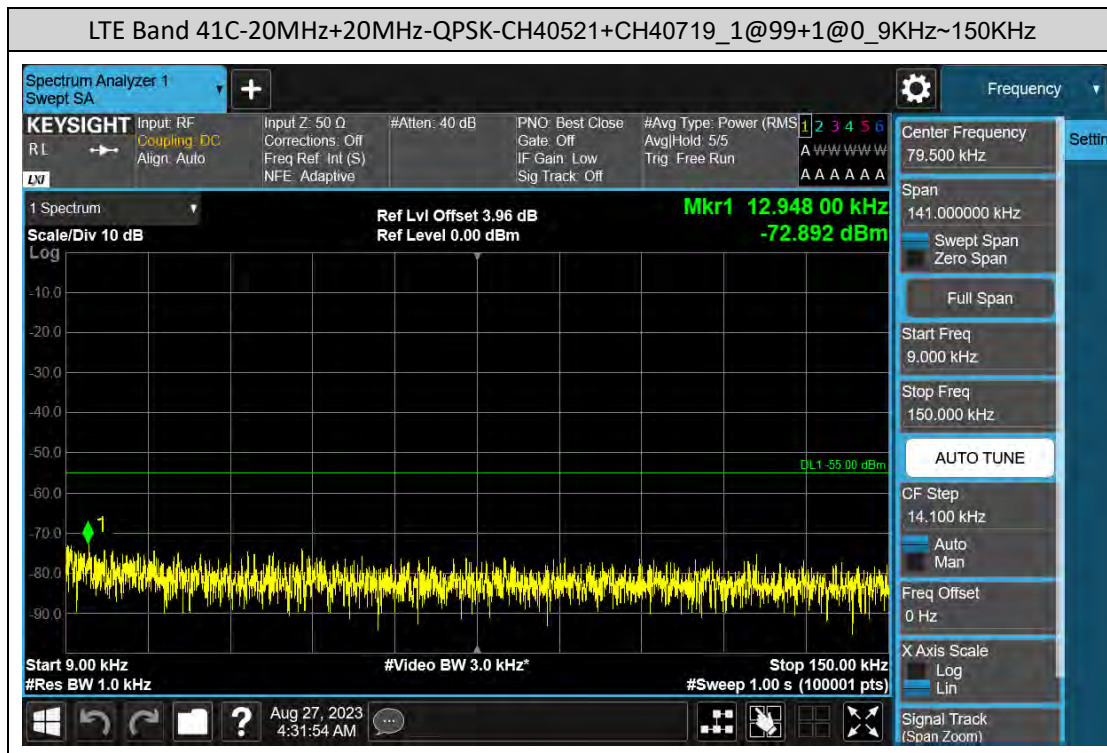 LTE Band 41C-20MHz+20MHz-QPSK-CH40521+CH40719_1@99+1@0_9KHz~150KHz
Spectrum Analyzer 1
Swept SA
+
Frequency
KEYSIGHT
RL
LXI
Input: RF
Coupling: DC
Align: Auto
Input Z: 50 Ω
Corrections: Off
Freq Ref: Int (S)
NFE: Adaptive
#Atten: 40 dB
PNO: Best Close
Gate: Off
IF Gain: Low
Sig Track: Off
#Avg Type: Power (RMS
Avg|Hold: 5/5
Trig: Free Run
1 2 3 4 5 6
A W W W W W
A A A A A A
1 Spectrum
Scale/Div 10 dB
Log
Ref Lvl Offset 3.96 dB
Ref Level 0.00 dBm
Mkr1 12.948 00 kHz
-72.892 dBm
-10.0
-20.0
-30.0
-40.0
-50.0
DL1 -55.00 dBm
-60.0
-70.0
1
-80.0
-90.0
Start 9.00 kHz
#Res BW 1.0 kHz
#Video BW 3.0 kHz*
Stop 150.00 kHz
#Sweep 1.00 s (100001 pts)
Center Frequency
79.500 kHz
Settin
Span
141.000000 kHz
Swept Span
Zero Span
Full Span
Start Freq
9.000 kHz
Stop Freq
150.000 kHz
AUTO TUNE
CF Step
14.100 kHz
Auto
Man
Freq Offset
0 Hz
X Axis Scale
Log
Lin
Signal Track
(Span Zoom)
?
Aug 27, 2023
4:31:54 AM